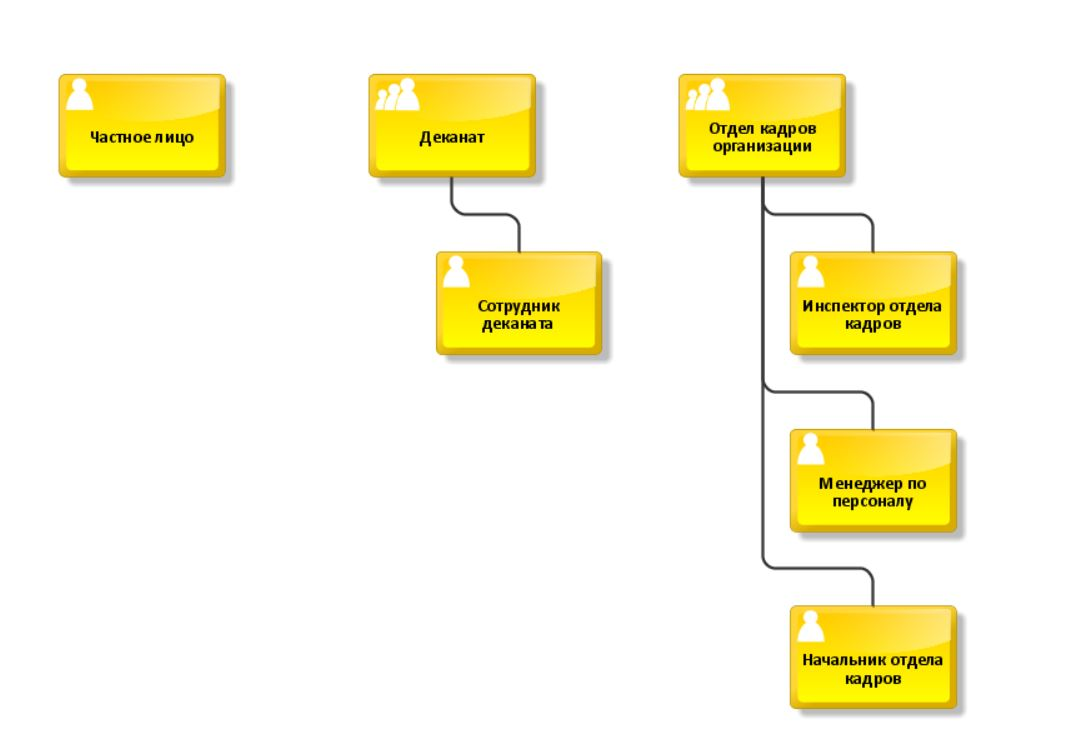 Частное лицо
Деканат
Отдел кадров
организации
Сотрудник
деканата
Инспектор отдела
кадров
Менеджер по
персоналу
Начальник отдела
кадров